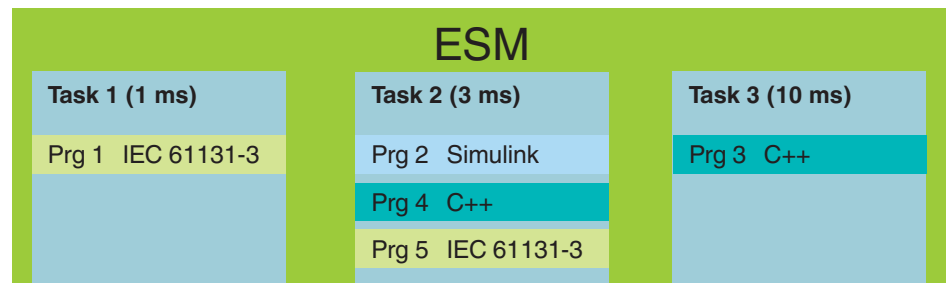 ESM
Task 1 (1 ms)
Prg 1 IEC 61131-3
Task 2 (3 ms)
Prg 2 Simulink
Prg 4 C++
Prg 5 IEC 61131-3
Task 3 (10 ms)
Prg 3 C++